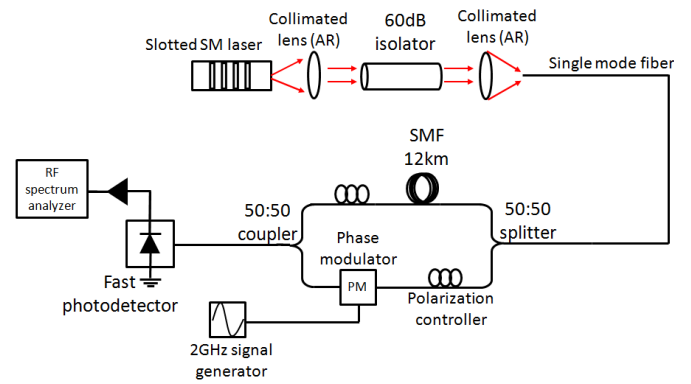 Slotted SM laser
Collimated
lens (AR)
60dB
isolator
Collimated
lens (AR)
Single mode fiber
SMF
12km
RF
spectrum
analyzer
50:50
coupler
50:50
splitter
Phase
modulator
PM
Fast
photodetector
Polarization
controller
2GHz signal
generator